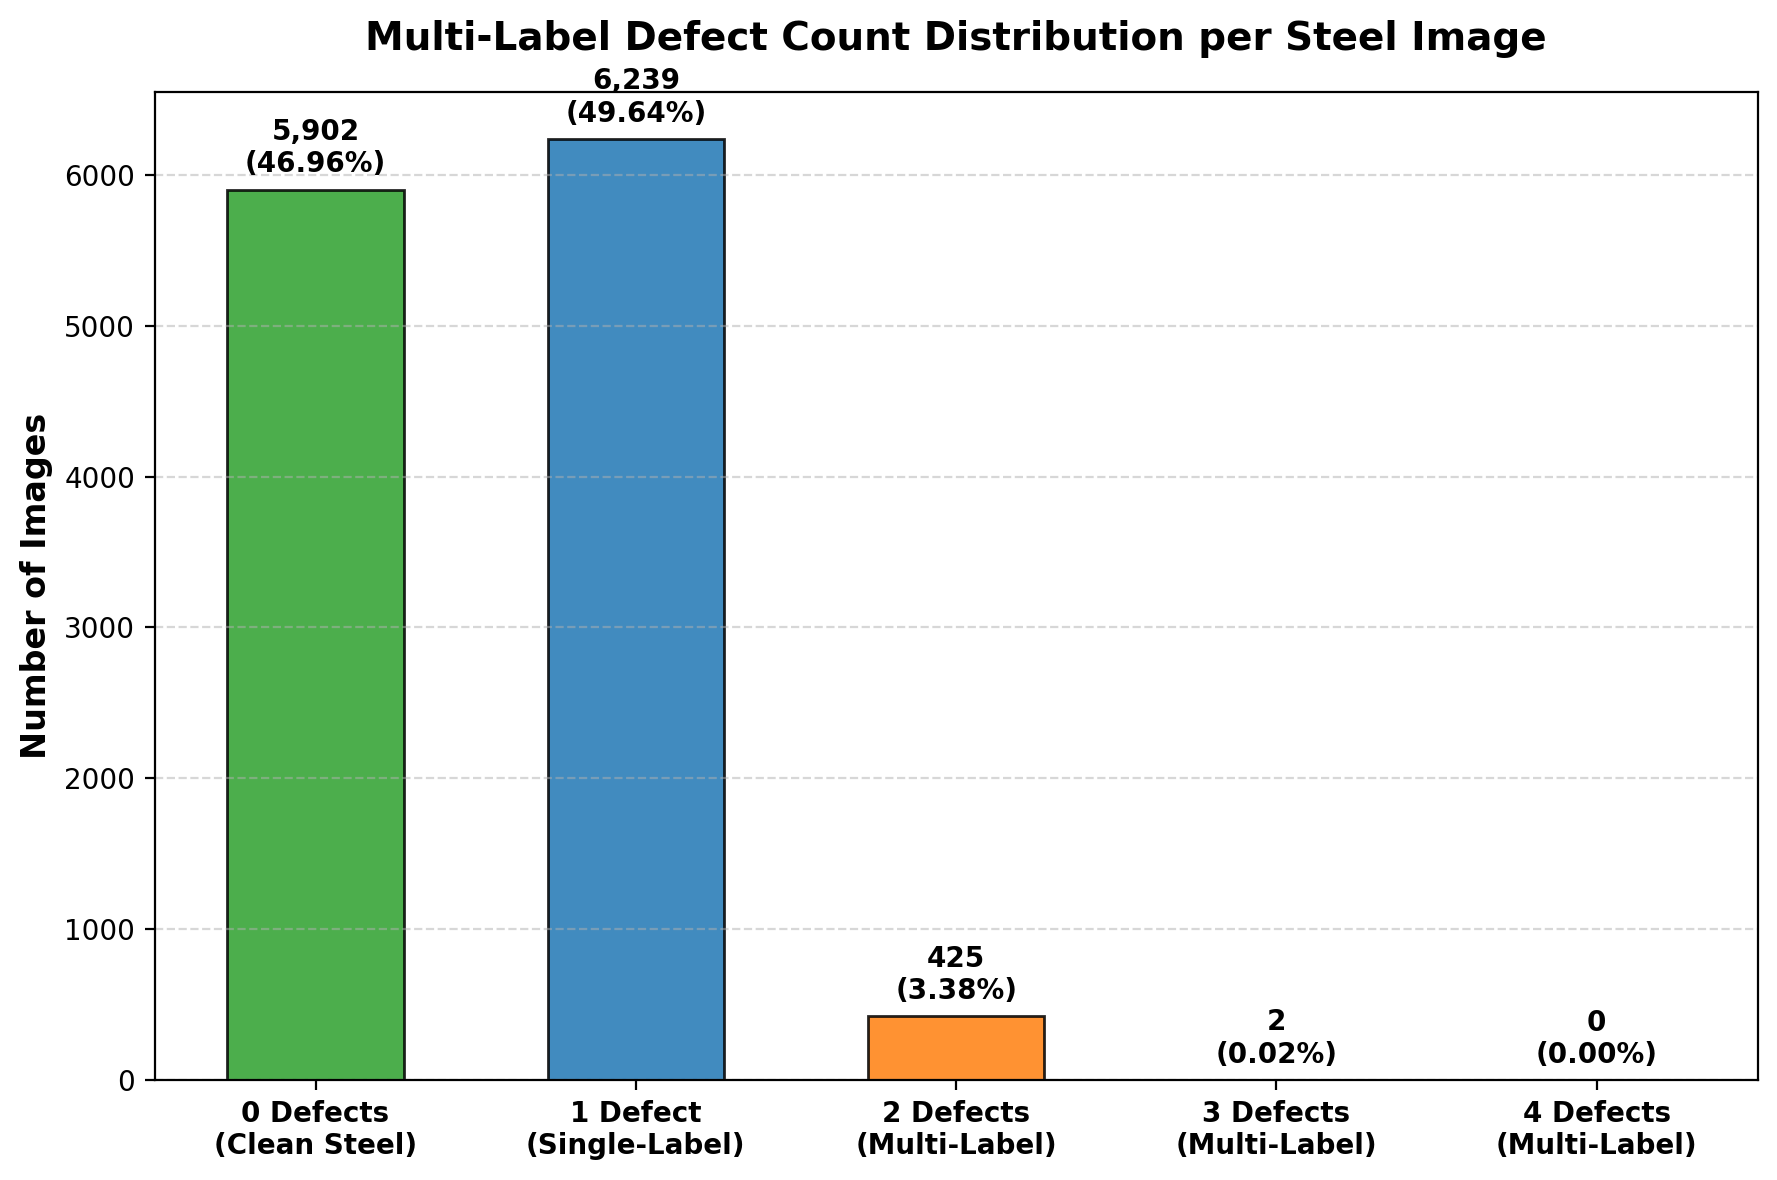 Multi-Label Defect Count Distribution per Steel Image
6,239
(49.64%)
5,902
(46.96%)
6000
5000
4000
3000
2000
1000
0
Number of Images
425
(3.38%)
2
(0.02%)
0
(0.00%)
0 Defects
(Clean Steel)
1 Defect
(Single-Label)
2 Defects
(Multi-Label)
3 Defects
(Multi-Label)
4 Defects
(Multi-Label)